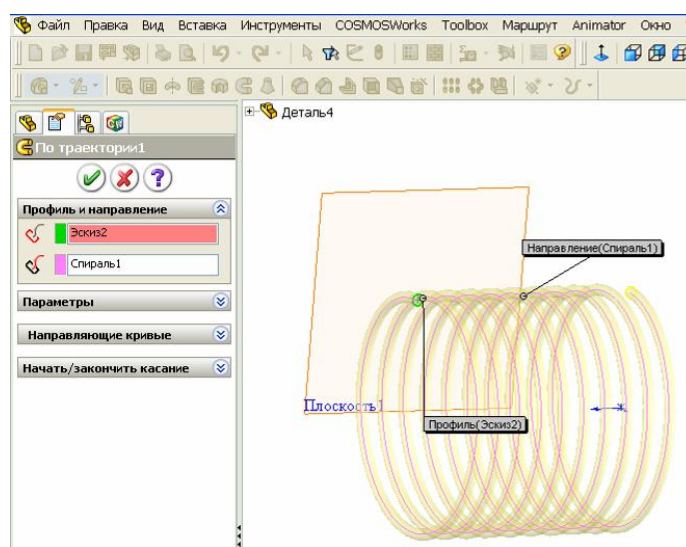 Файл Правка Вид Вставка Инструменты COSMOSWorks Toolbox Маршрут Animator Окно
Деталь4
По траектории1
Профиль и направление
Эскиз2
Спираль1
Параметры
Направляющие кривые
Начать/закончить касание
Направление(Спираль1)
Плоскость1
Профиль(Эскиз2)